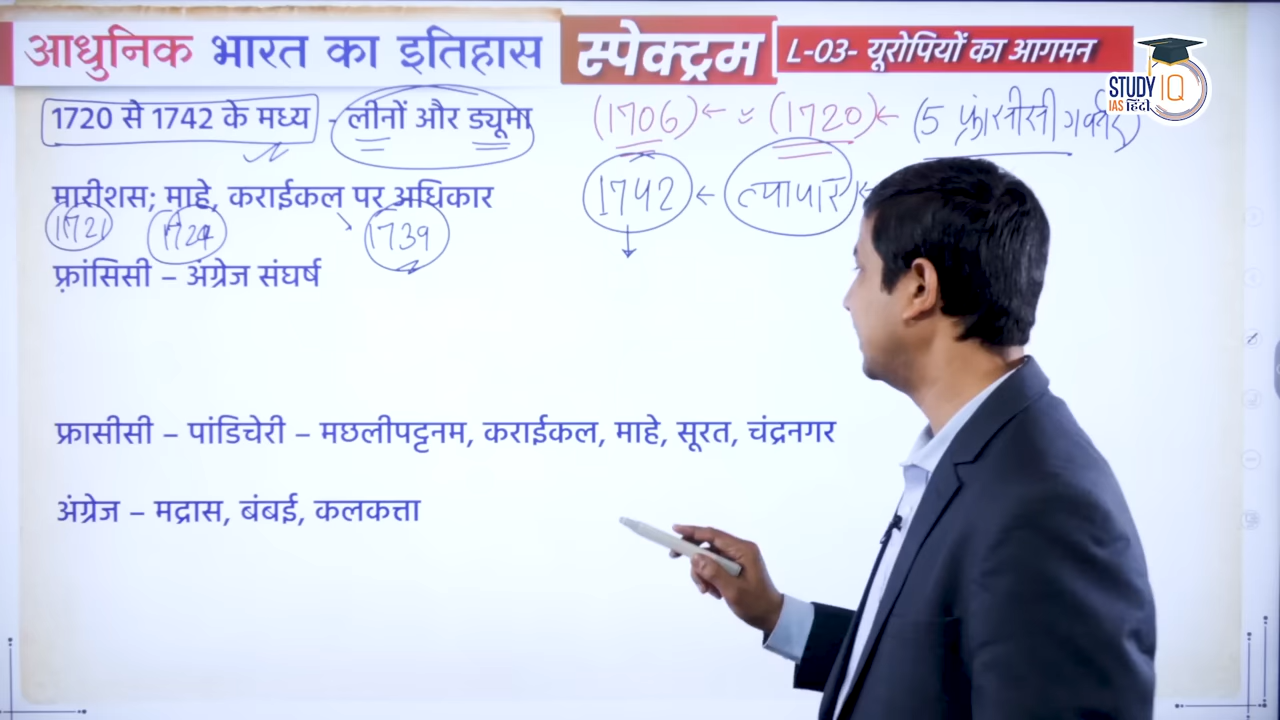 आधुनिक भारत का इतिहास स्पेक्ट्रम L-03- यूरोपियों का आगमन
STUDY IQ
IAS हिंदी
1720 से 1742 के मध्य - लीनों और ड्यूमा (1706) ← (1720) ← (5 फ्रांसीसी गवर्नर)
मारीशस; माहे, कराईकल पर अधिकार 1742 ← व्यापार
1721 1724 1739
फ़्रांसिसी – अंग्रेज संघर्ष
फ्रासीसी – पांडिचेरी – मछलीपट्टनम, कराईकल, माहे, सूरत, चंद्रनगर
अंग्रेज – मद्रास, बंबई, कलकत्ता